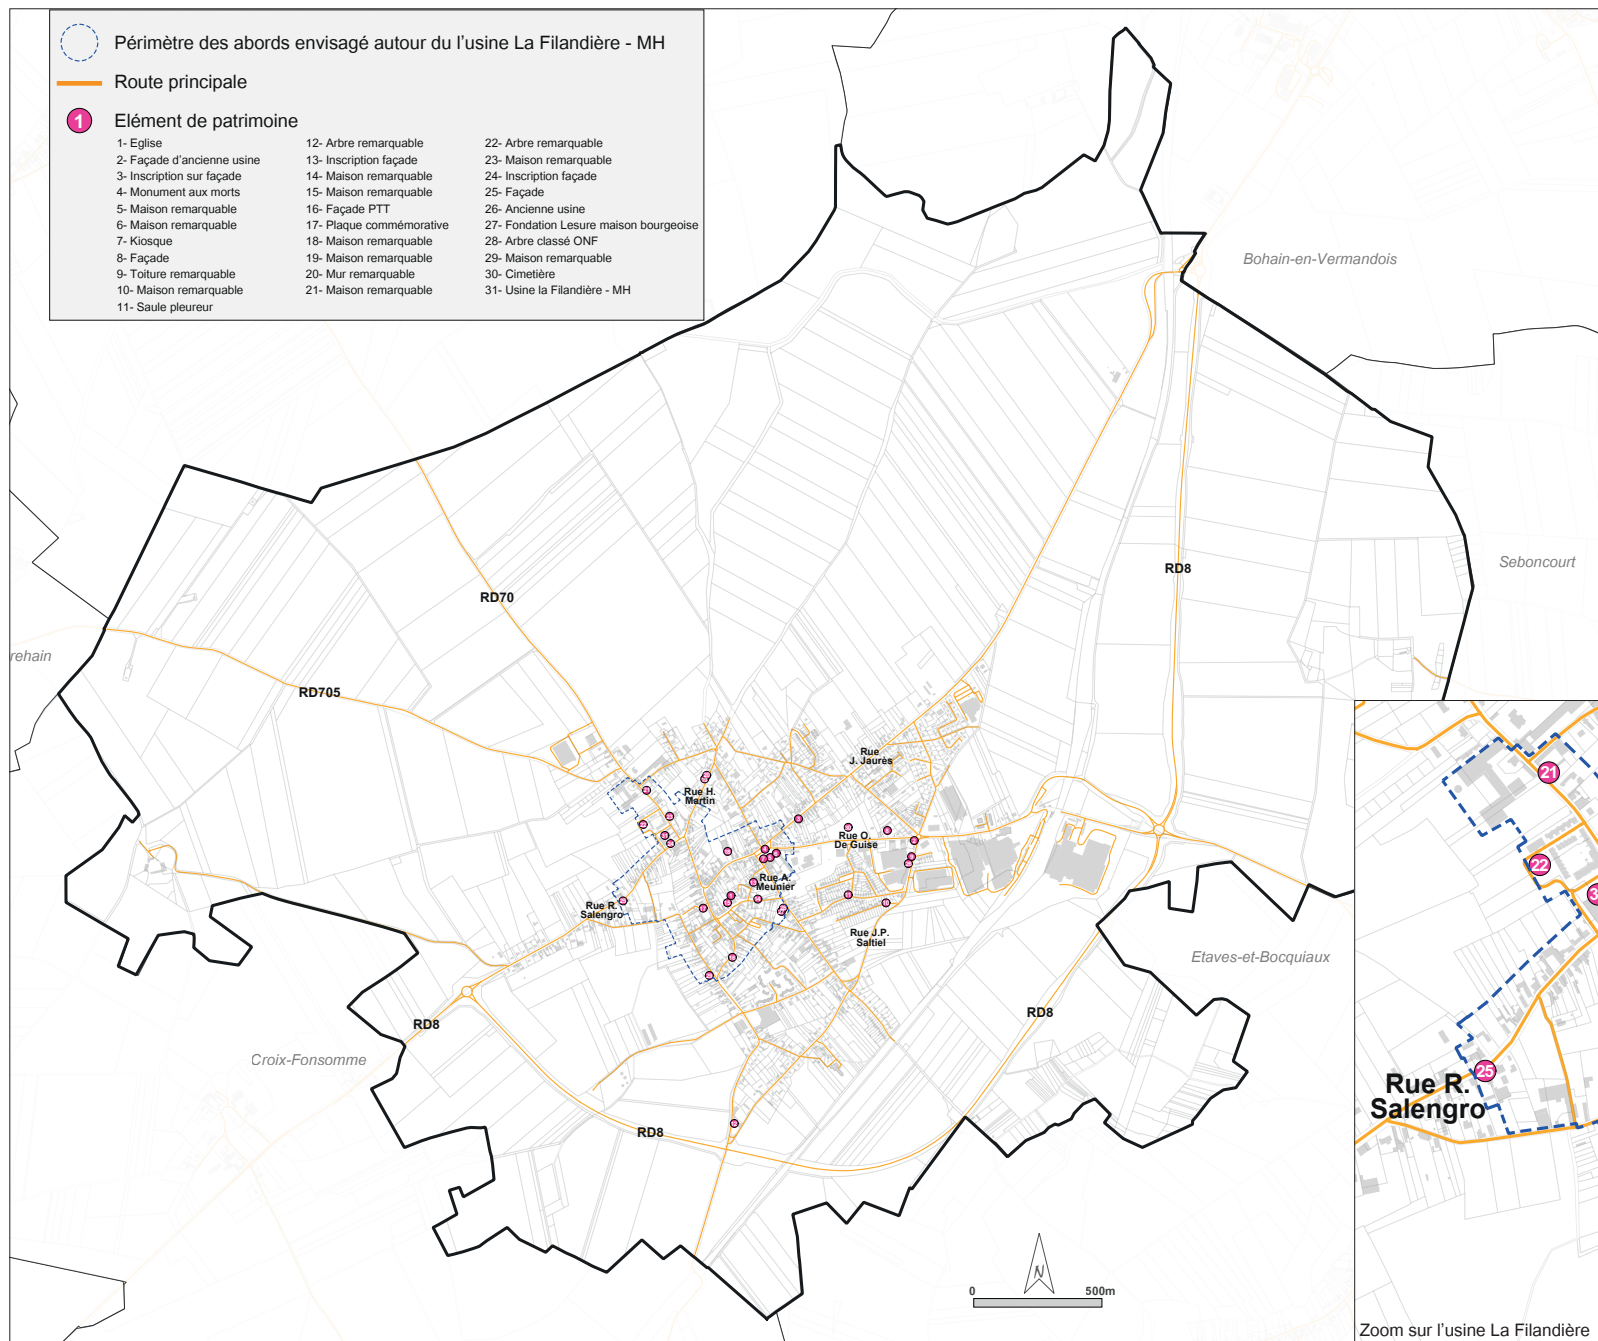 Périmètre des abords envisagé autour du l'usine La Filandière - MH
Route principale
1
Elément de patrimoine
1- Eglise
2- Façade d'ancienne usine
3- Inscription sur façade
4- Monument aux morts
5- Maison remarquable
6- Maison remarquable
7- Kiosque
8- Façade
9- Toiture remarquable
10- Maison remarquable
11- Saule pleureur
12- Arbre remarquable
13- Inscription façade
14- Maison remarquable
15- Maison remarquable
16- Façade PTT
17- Plaque commémorative
18- Maison remarquable
19- Maison remarquable
20- Mur remarquable
21- Maison remarquable
22- Arbre remarquable
23- Maison remarquable
24- Inscription façade
25- Façade
26- Ancienne usine
27- Fondation Lesure maison bourgeoise
28- Arbre classé ONF
29- Maison remarquable
30- Cimetière
31- Usine la Filandière - MH
Bohain-en-Vermandois
Seboncourt
RD8
RD70
rehain
RD705
Rue
J. Jaurès
Rue H.
Martin
Rue O.
De Guise
Rue A.
Meunier
Rue R.
Salengro
Rue J.P.
Saltiel
Etaves-et-Bocquiaux
RD8
RD8
Croix-Fonsomme
RD8
N
0
500m
21
22
25
Rue R.
Salengro
Zoom sur l'usine La Filandière